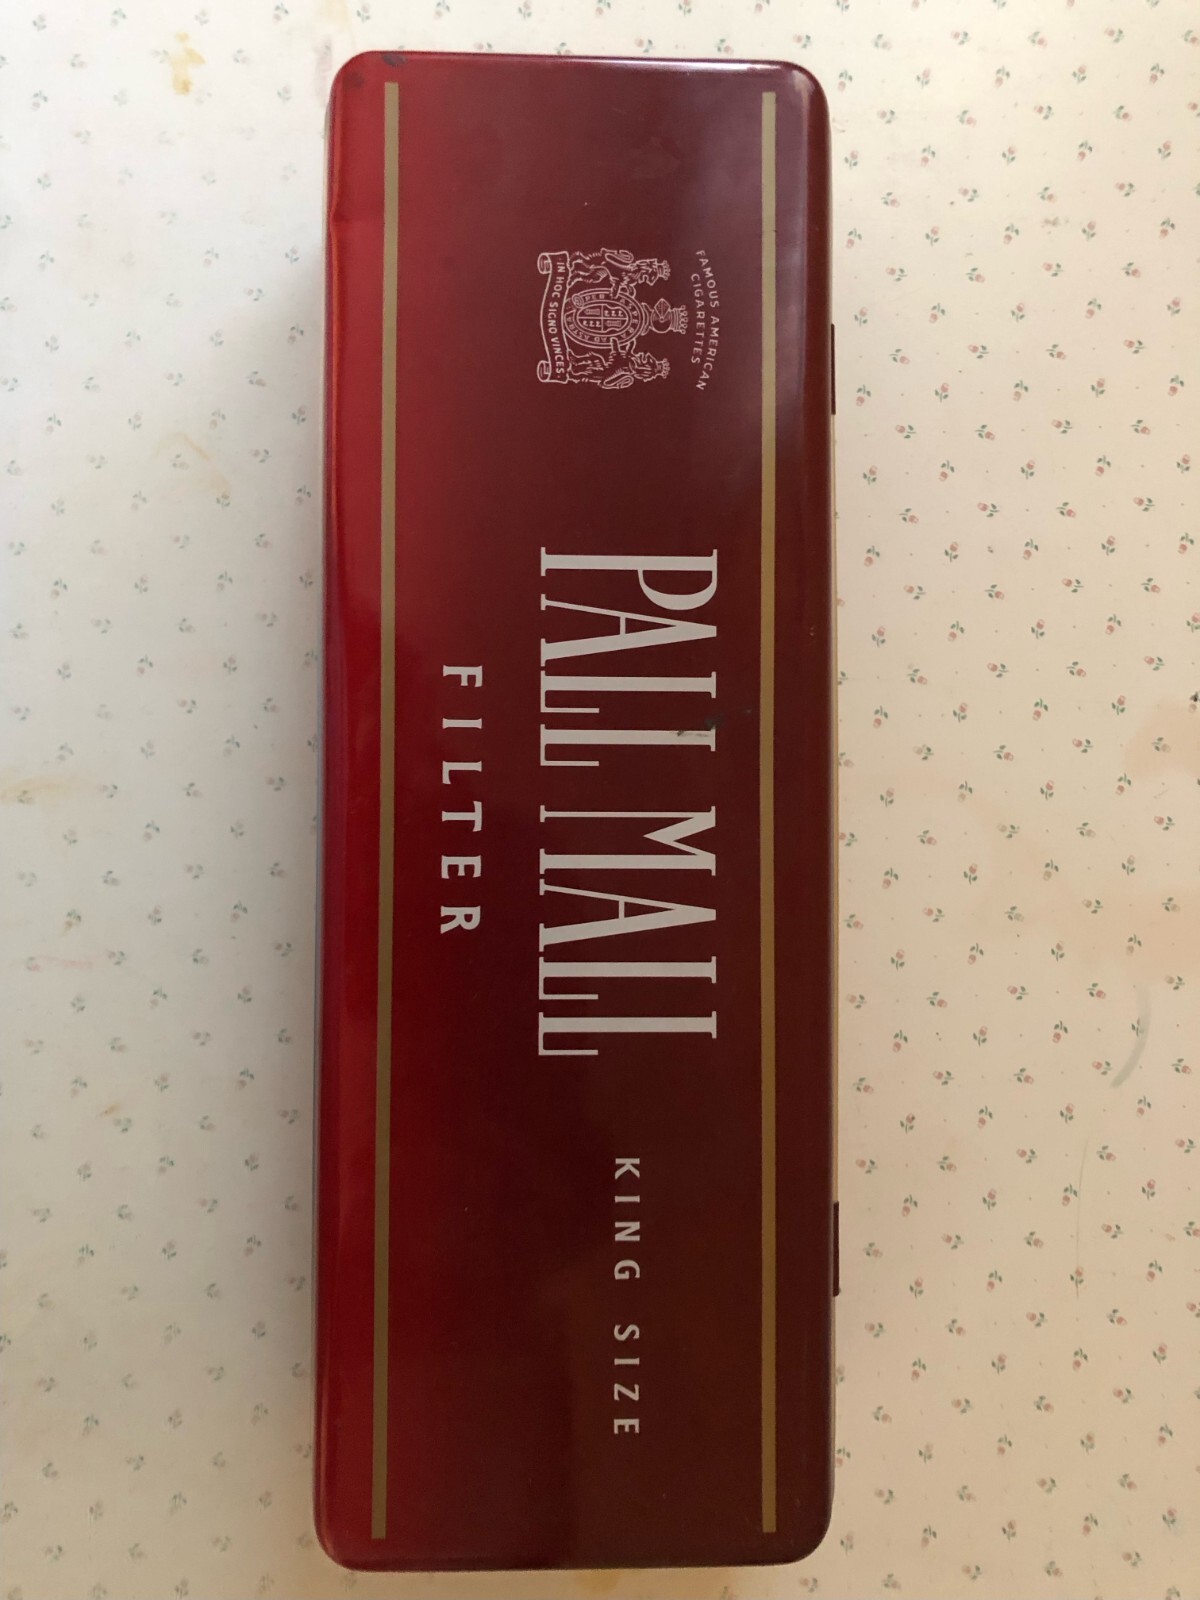 FAMOUS AMERICAN
CIGARETTES
IN HOC SIGNO VINCES
PALL MALL
KING SIZE
FILTER